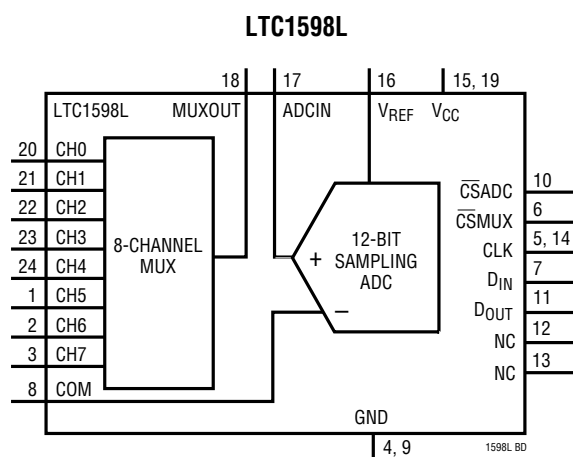 LTC1598L
18 17 16 15, 19
LTC1598L MUXOUT ADCIN VREF VCC
20 CH0
21 CH1
22 CH2
23 CH3
24 CH4
1 CH5
2 CH6
3 CH7
8 COM
8-CHANNEL
MUX
+
−
12-BIT
SAMPLING
ADC
C̅S̅ADC 10
C̅S̅MUX 6
CLK 5, 14
DIN 7
DOUT 11
NC 12
NC 13
GND
4, 9
1598L BD